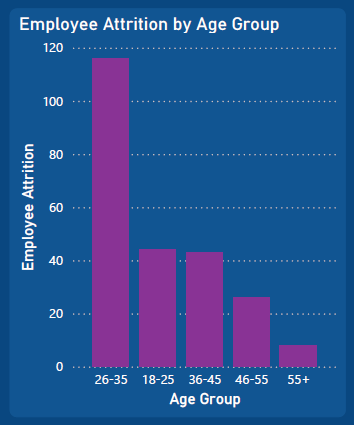 Employee Attrition by Age Group
120
100
80
60
40
20
0
Employee Attrition
26-35 18-25 36-45 46-55 55+
Age Group